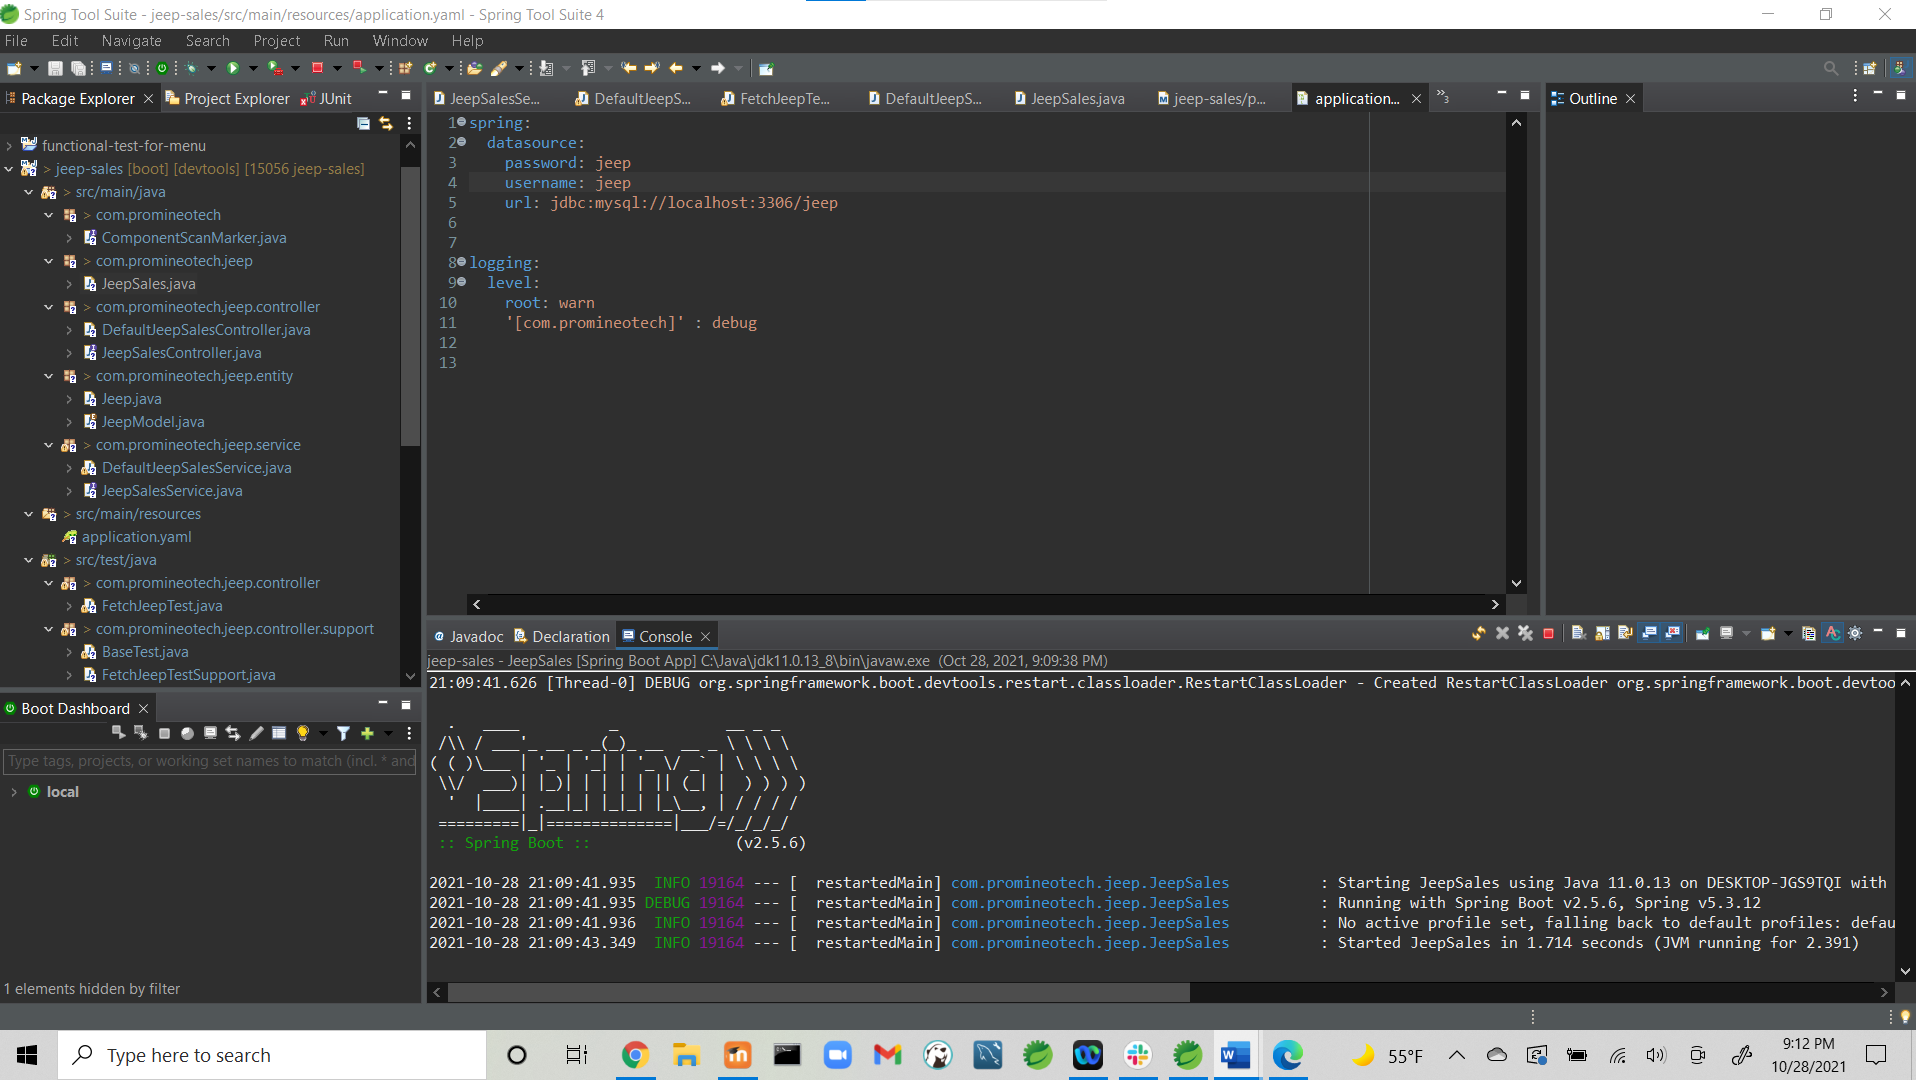 Spring Tool Suite - jeep-sales/src/main/resources/application.yaml - Spring Tool Suite 4
File Edit Navigate Search Project Run Window Help
Package Explorer Project Explorer JUnit
functional-test-for-menu
> jeep-sales [boot] [devtools] [15056 jeep-sales]
> src/main/java
> com.promineotech
ComponentScanMarker.java
> com.promineotech.jeep
JeepSales.java
> com.promineotech.jeep.controller
DefaultJeepSalesController.java
JeepSalesController.java
> com.promineotech.jeep.entity
Jeep.java
JeepModel.java
> com.promineotech.jeep.service
DefaultJeepSalesService.java
JeepSalesService.java
> src/main/resources
application.yaml
> src/test/java
> com.promineotech.jeep.controller
FetchJeepTest.java
> com.promineotech.jeep.controller.support
BaseTest.java
FetchJeepTestSupport.java
Boot Dashboard
Type tags, projects, or working set names to match (incl. * and
local
1 elements hidden by filter
JeepSalesSe... DefaultJeepS... FetchJeepTe... DefaultJeepS... JeepSales.java jeep-sales/p... application... »3
1 spring:
2 datasource:
3 password: jeep
4 username: jeep
5 url: jdbc:mysql://localhost:3306/jeep
6
7
8 logging:
9 level:
10 root: warn
11 '[com.promineotech]' : debug
12
13
Outline
Javadoc Declaration Console
jeep-sales - JeepSales [Spring Boot App] C:\Java\jdk11.0.13_8\bin\javaw.exe (Oct 28, 2021, 9:09:38 PM)
21:09:41.626 [Thread-0] DEBUG org.springframework.boot.devtools.restart.classloader.RestartClassLoader - Created RestartClassLoader org.springframework.boot.devtoo
Spring
:: Spring Boot :: (v2.5.6)
2021-10-28 21:09:41.935 INFO 19164 --- [ restartedMain] com.promineotech.jeep.JeepSales : Starting JeepSales using Java 11.0.13 on DESKTOP-JGS9TQI with
2021-10-28 21:09:41.935 DEBUG 19164 --- [ restartedMain] com.promineotech.jeep.JeepSales : Running with Spring Boot v2.5.6, Spring v5.3.12
2021-10-28 21:09:41.936 INFO 19164 --- [ restartedMain] com.promineotech.jeep.JeepSales : No active profile set, falling back to default profiles: defau
2021-10-28 21:09:43.349 INFO 19164 --- [ restartedMain] com.promineotech.jeep.JeepSales : Started JeepSales in 1.714 seconds (JVM running for 2.391)
Type here to search
55°F
9:12 PM
10/28/2021